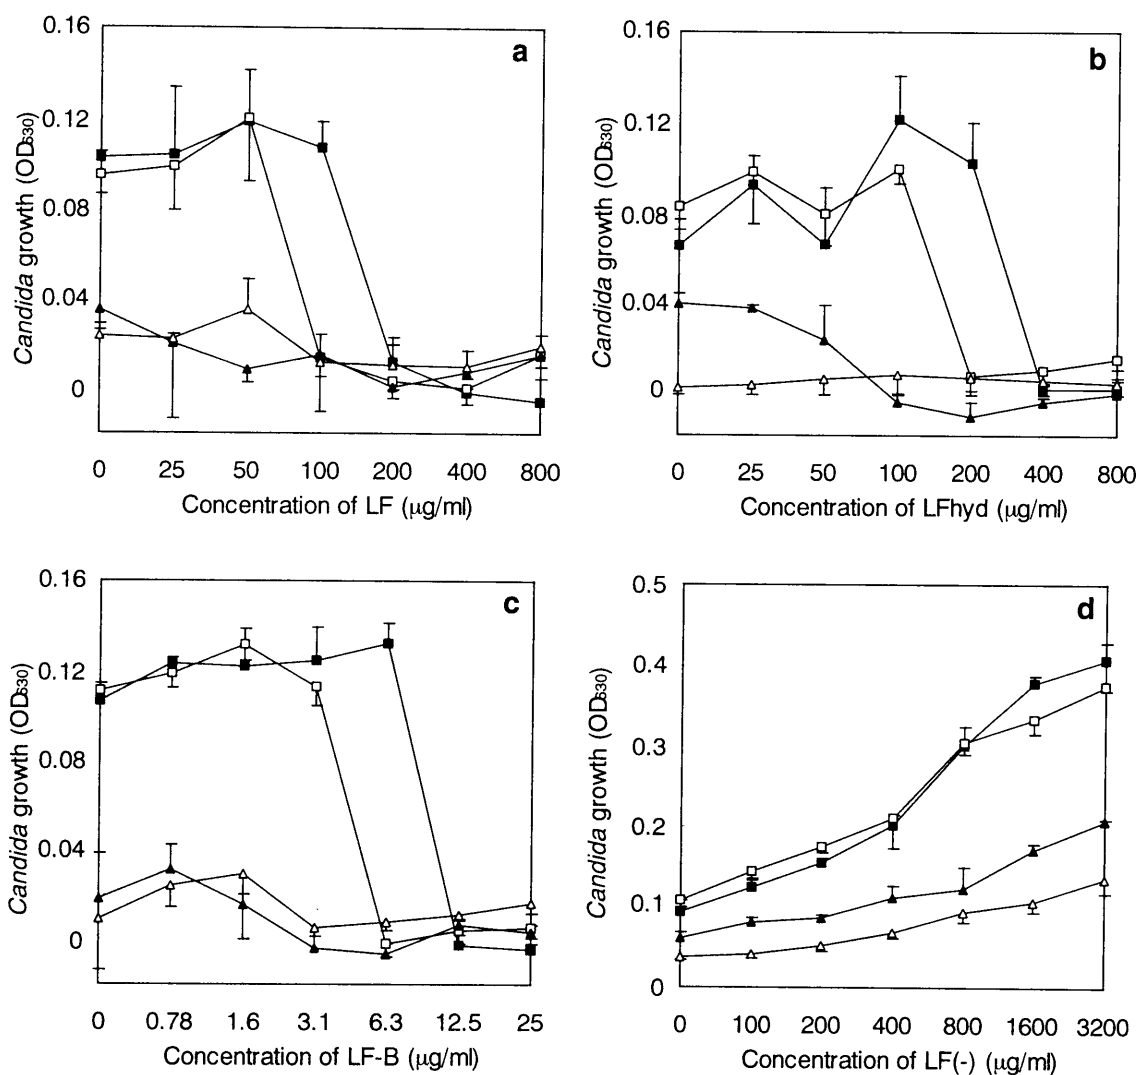 a
0.16
0.12
0.08
0.04
0
Candida growth (OD630)
0 25 50 100 200 400 800
Concentration of LF (μg/ml)
b
0.16
0.12
0.08
0.04
0
Candida growth (OD630)
0 25 50 100 200 400 800
Concentration of LFhyd (μg/ml)
c
0.16
0.12
0.08
0.04
0
Candida growth (OD630)
0 0.78 1.6 3.1 6.3 12.5 25
Concentration of LF-B (μg/ml)
d
0.5
0.4
0.3
0.2
0.1
0
Candida growth (OD630)
0 100 200 400 800 1600 3200
Concentration of LF(-) (μg/ml)